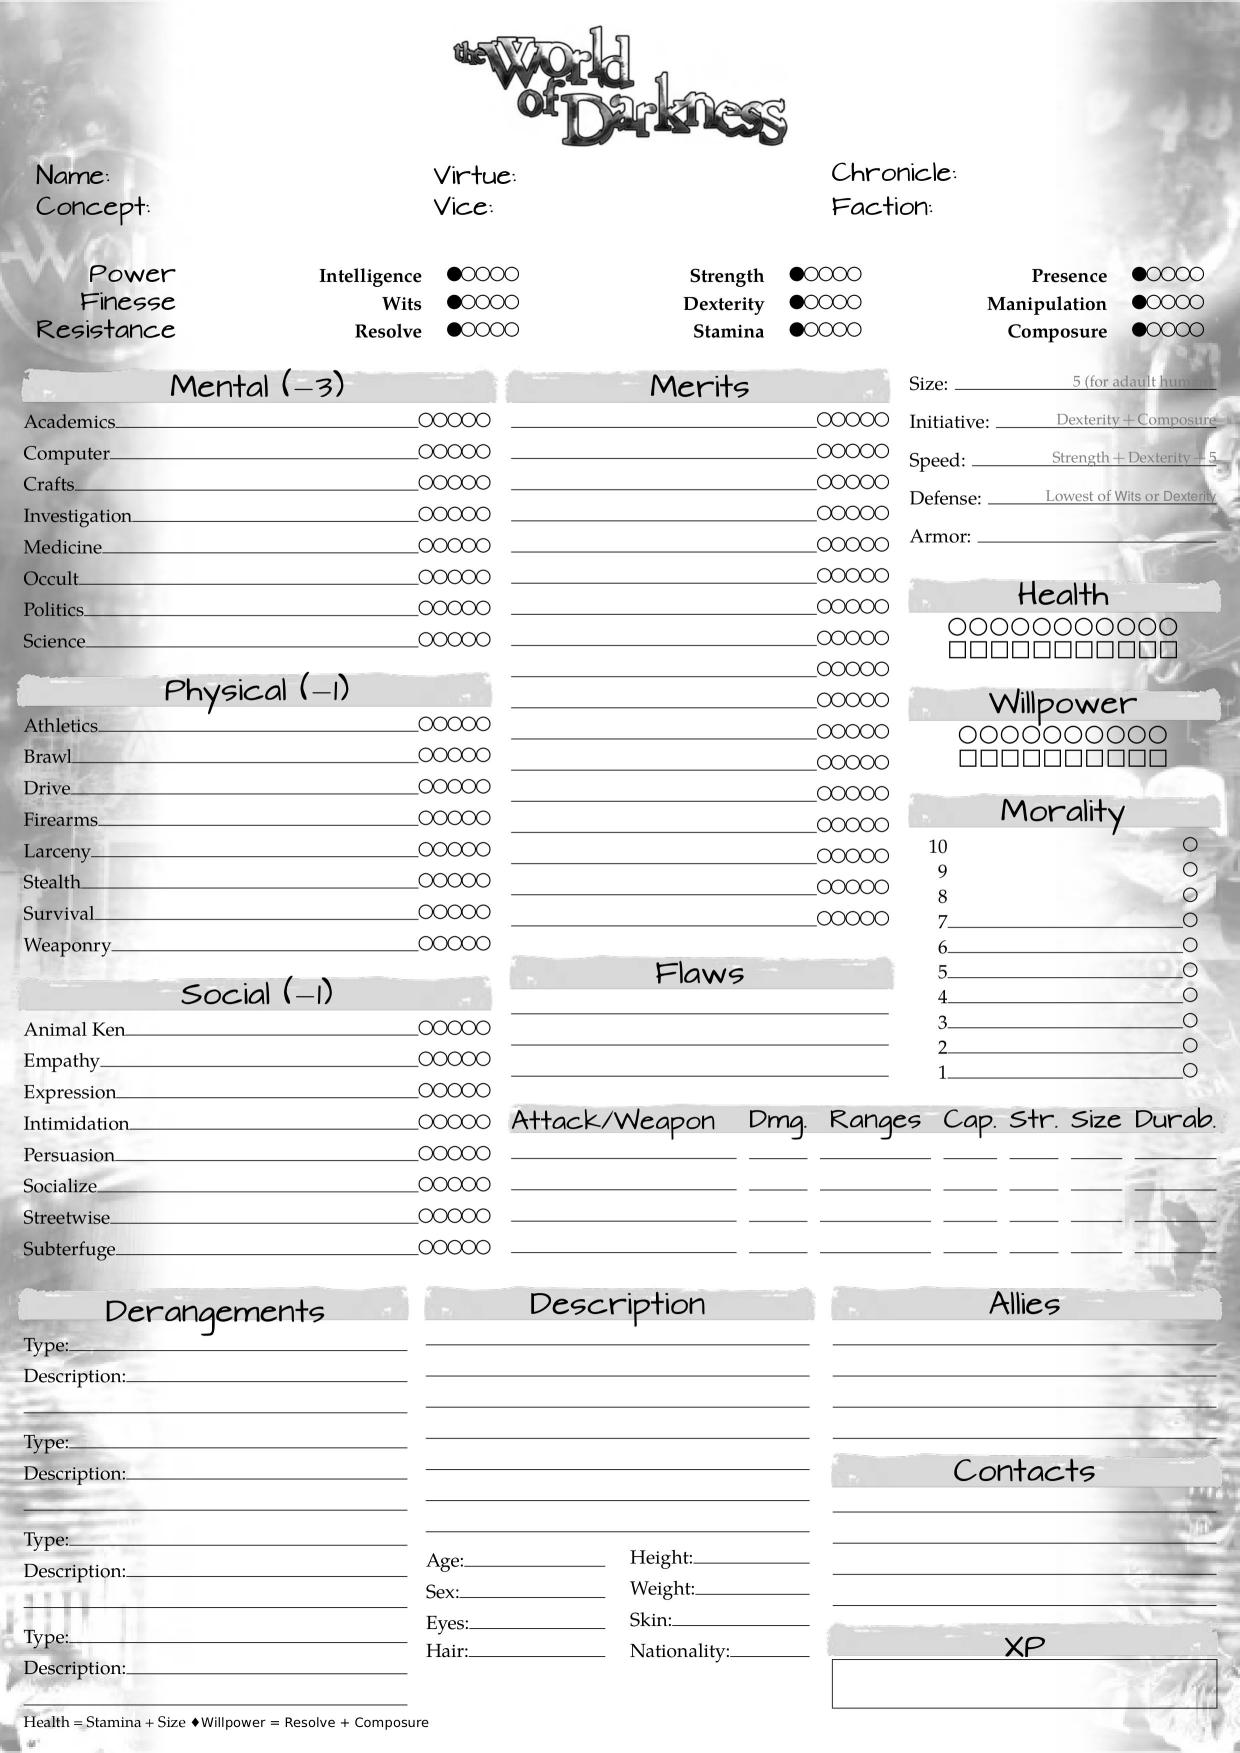 the World of Darkness
Name: Virtue: Chronicle:
Concept: Vice: Faction:
Power Intelligence Strength Presence
Finesse Wits Dexterity Manipulation
Resistance Resolve Stamina Composure
Mental (-3)
Academics
Computer
Crafts
Investigation
Medicine
Occult
Politics
Science
Physical (-1)
Athletics
Brawl
Drive
Firearms
Larceny
Stealth
Survival
Weaponry
Social (-1)
Animal Ken
Empathy
Expression
Intimidation
Persuasion
Socialize
Streetwise
Subterfuge
Merits
Flaws
Size: 5 (for adault human)
Initiative: Dexterity + Composure
Speed: Strength + Dexterity + 5
Defense: Lowest of Wits or Dexterity
Armor:
Health
Willpower
Morality
10
9
8
7
6
5
4
3
2
1
Attack/Weapon Dmg. Ranges Cap. Str. Size Durab.
Derangements
Type:
Description:
Type:
Description:
Type:
Description:
Type:
Description:
Description
Age: Height:
Sex: Weight:
Eyes: Skin:
Hair: Nationality:
Allies
Contacts
XP
Health = Stamina + Size ♦Willpower = Resolve + Composure